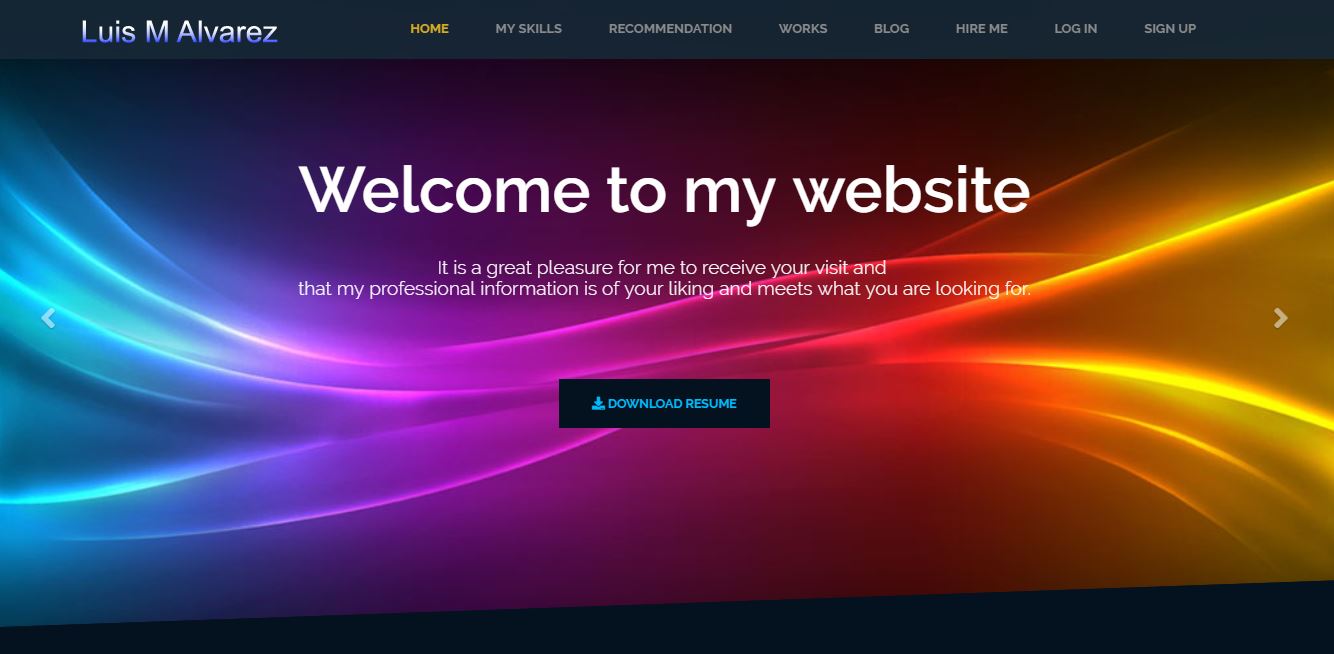 Luis M Alvarez
HOME MY SKILLS RECOMMENDATION WORKS BLOG HIRE ME LOG IN SIGN UP
Welcome to my website
It is a great pleasure for me to receive your visit and
that my professional information is of your liking and meets what you are looking for.
DOWNLOAD RESUME